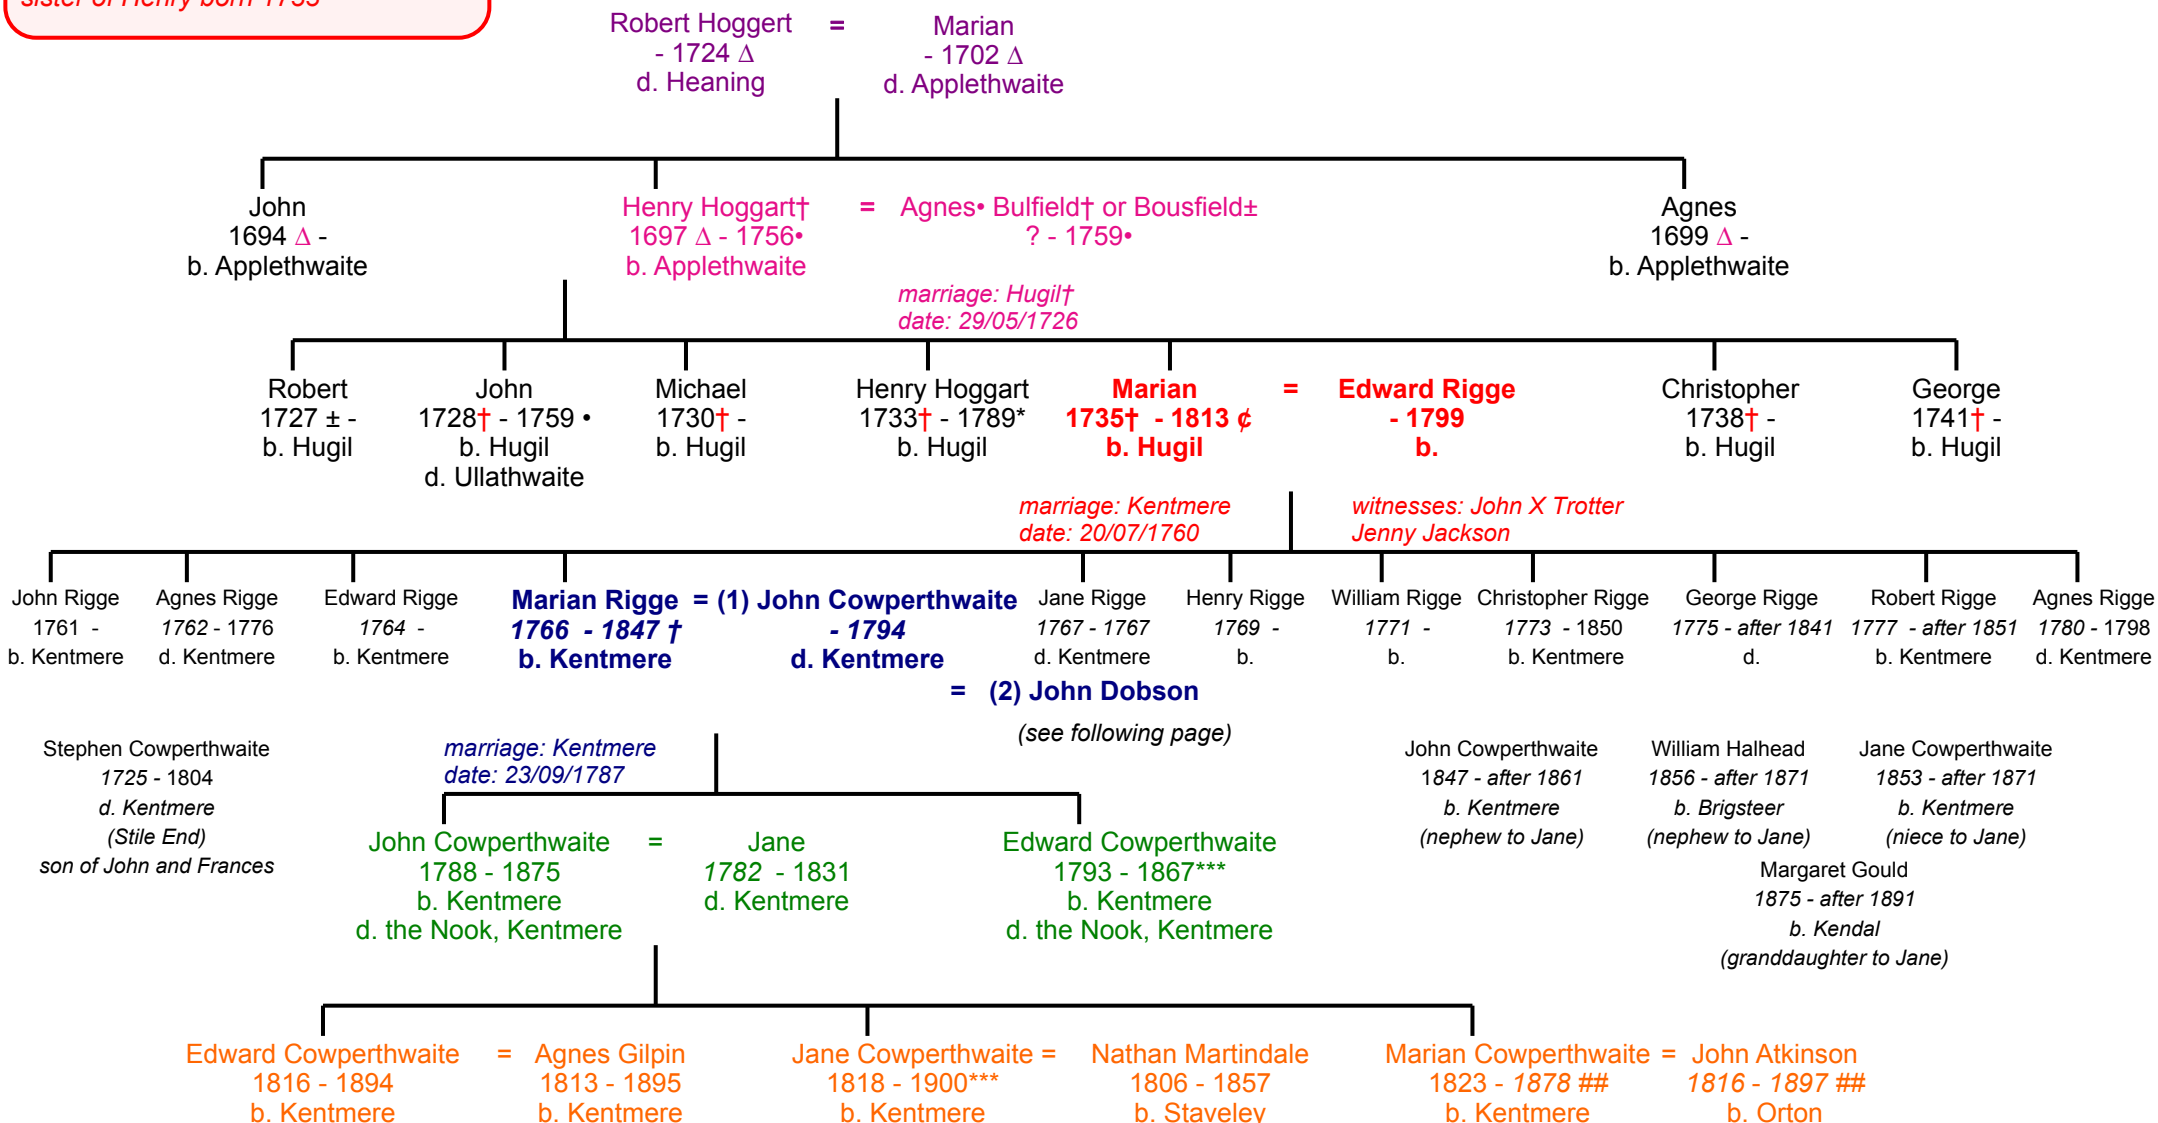 sister of Henry born 1733
Robert Hoggert = Marian
- 1724 Δ - 1702 Δ
d. Heaning d. Applethwaite
John Henry Hoggart† = Agnes• Bulfield† or Bousfield± Agnes
1694 Δ - 1697 Δ - 1756• ? - 1759• 1699 Δ -
b. Applethwaite b. Applethwaite b. Applethwaite
marriage: Hugil†
date: 29/05/1726
Robert John Michael Henry Hoggart Marian = Edward Rigge Christopher George
1727 ± - 1728† - 1759 • 1730† - 1733† - 1789* 1735† - 1813 ¢ - 1799 1738† - 1741† -
b. Hugil b. Hugil b. Hugil b. Hugil b. Hugil b. b. Hugil b. Hugil
d. Ullathwaite
marriage: Kentmere witnesses: John X Trotter
date: 20/07/1760 Jenny Jackson
John Rigge Agnes Rigge Edward Rigge Marian Rigge = (1) John Cowperthwaite Jane Rigge Henry Rigge William Rigge Christopher Rigge George Rigge Robert Rigge Agnes Rigge
1761 - 1762 - 1776 1764 - 1766 - 1847 † - 1794 1767 - 1767 1769 - 1771 - 1773 - 1850 1775 - after 1841 1777 - after 1851 1780 - 1798
b. Kentmere d. Kentmere b. Kentmere b. Kentmere d. Kentmere d. Kentmere b. b. b. Kentmere d. b. Kentmere d. Kentmere
= (2) John Dobson
(see following page)
Stephen Cowperthwaite marriage: Kentmere John Cowperthwaite William Halhead Jane Cowperthwaite
1725 - 1804 date: 23/09/1787 1847 - after 1861 1856 - after 1871 1853 - after 1871
d. Kentmere b. Kentmere b. Brigsteer b. Kentmere
(Stile End) (nephew to Jane) (nephew to Jane) (niece to Jane)
son of John and Frances
John Cowperthwaite = Jane Edward Cowperthwaite Margaret Gould
1788 - 1875 1782 - 1831 1793 - 1867*** 1875 - after 1891
b. Kentmere d. Kentmere b. Kentmere b. Kendal
d. the Nook, Kentmere d. the Nook, Kentmere (granddaughter to Jane)
Edward Cowperthwaite = Agnes Gilpin Jane Cowperthwaite = Nathan Martindale Marian Cowperthwaite = John Atkinson
1816 - 1894 1813 - 1895 1818 - 1900*** 1806 - 1857 1823 - 1878 ## 1816 - 1897 ##
b. Kentmere b. Kentmere b. Kentmere b. Staveley b. Kentmere b. Orton